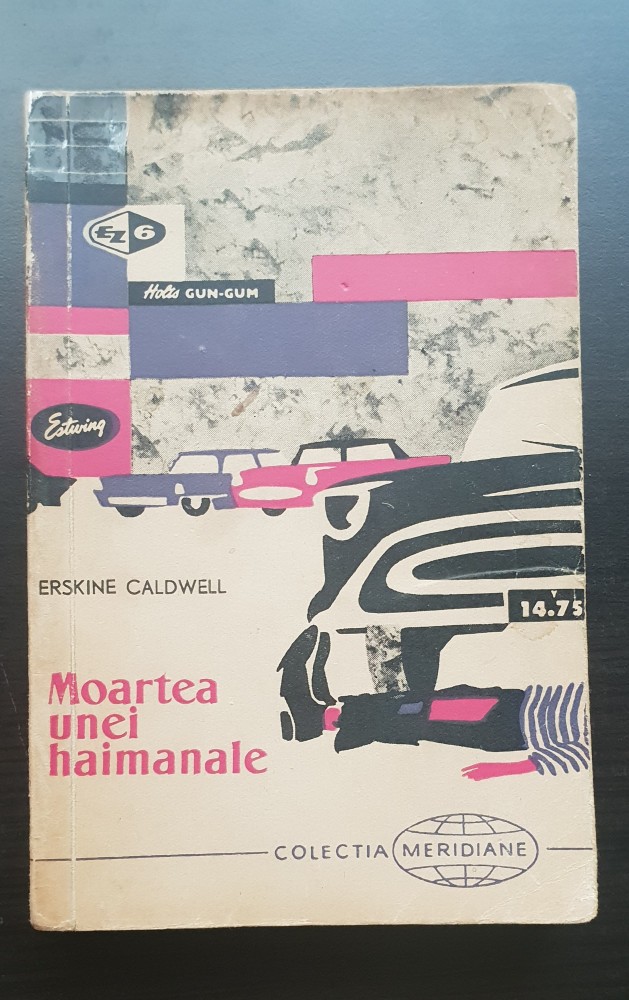 EZ 6
Holts GUN-GUM
Estwing
ERSKINE CALDWELL
14.75
Moartea
unei
haimanale
COLECTIA MERIDIANE